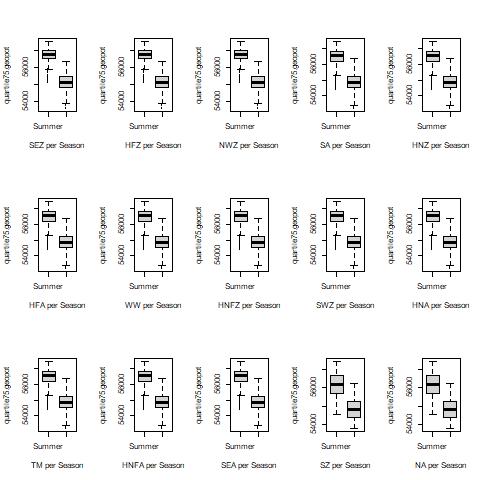 quartile75.geopot quartile75.geopot quartile75.geopot quartile75.geopot quartile75.geopot
54000 56000 54000 56000 54000 56000 54000 56000 54000 56000
Summer Summer Summer Summer Summer
SEZ per Season HFZ per Season NWZ per Season SA per Season HNZ per Season
quartile75.geopot quartile75.geopot quartile75.geopot quartile75.geopot quartile75.geopot
54000 56000 54000 56000 54000 56000 54000 56000 54000 56000
Summer Summer Summer Summer Summer
HFA per Season WW per Season HNFZ per Season SWZ per Season HNA per Season
quartile75.geopot quartile75.geopot quartile75.geopot quartile75.geopot quartile75.geopot
54000 56000 54000 56000 54000 56000 54000 56000 54000 56000
Summer Summer Summer Summer Summer
TM per Season HNFA per Season SEA per Season SZ per Season NA per Season